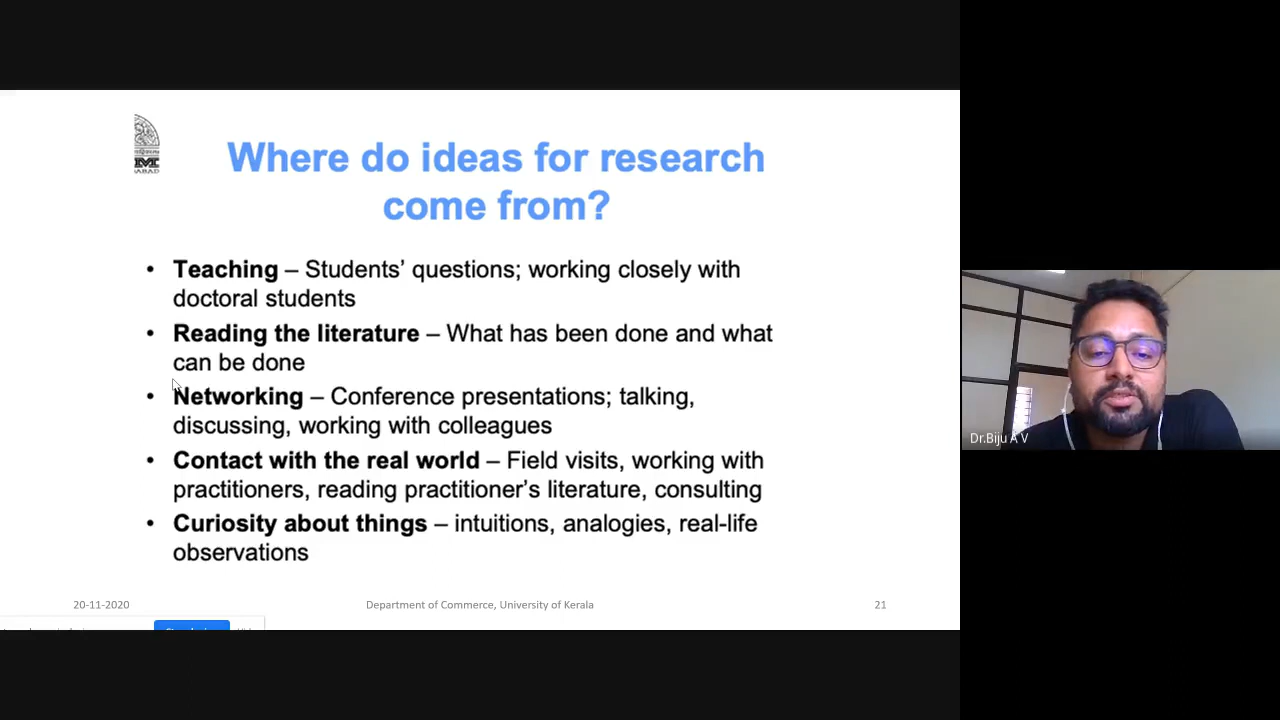 Where do ideas for research
come from?
• Teaching – Students’ questions; working closely with
doctoral students
• Reading the literature – What has been done and what
can be done
• Networking – Conference presentations; talking,
discussing, working with colleagues
• Contact with the real world – Field visits, working with
practitioners, reading practitioner’s literature, consulting
• Curiosity about things – intuitions, analogies, real-life
observations
20-11-2020
Department of Commerce, University of Kerala
21
Dr.Biju A V